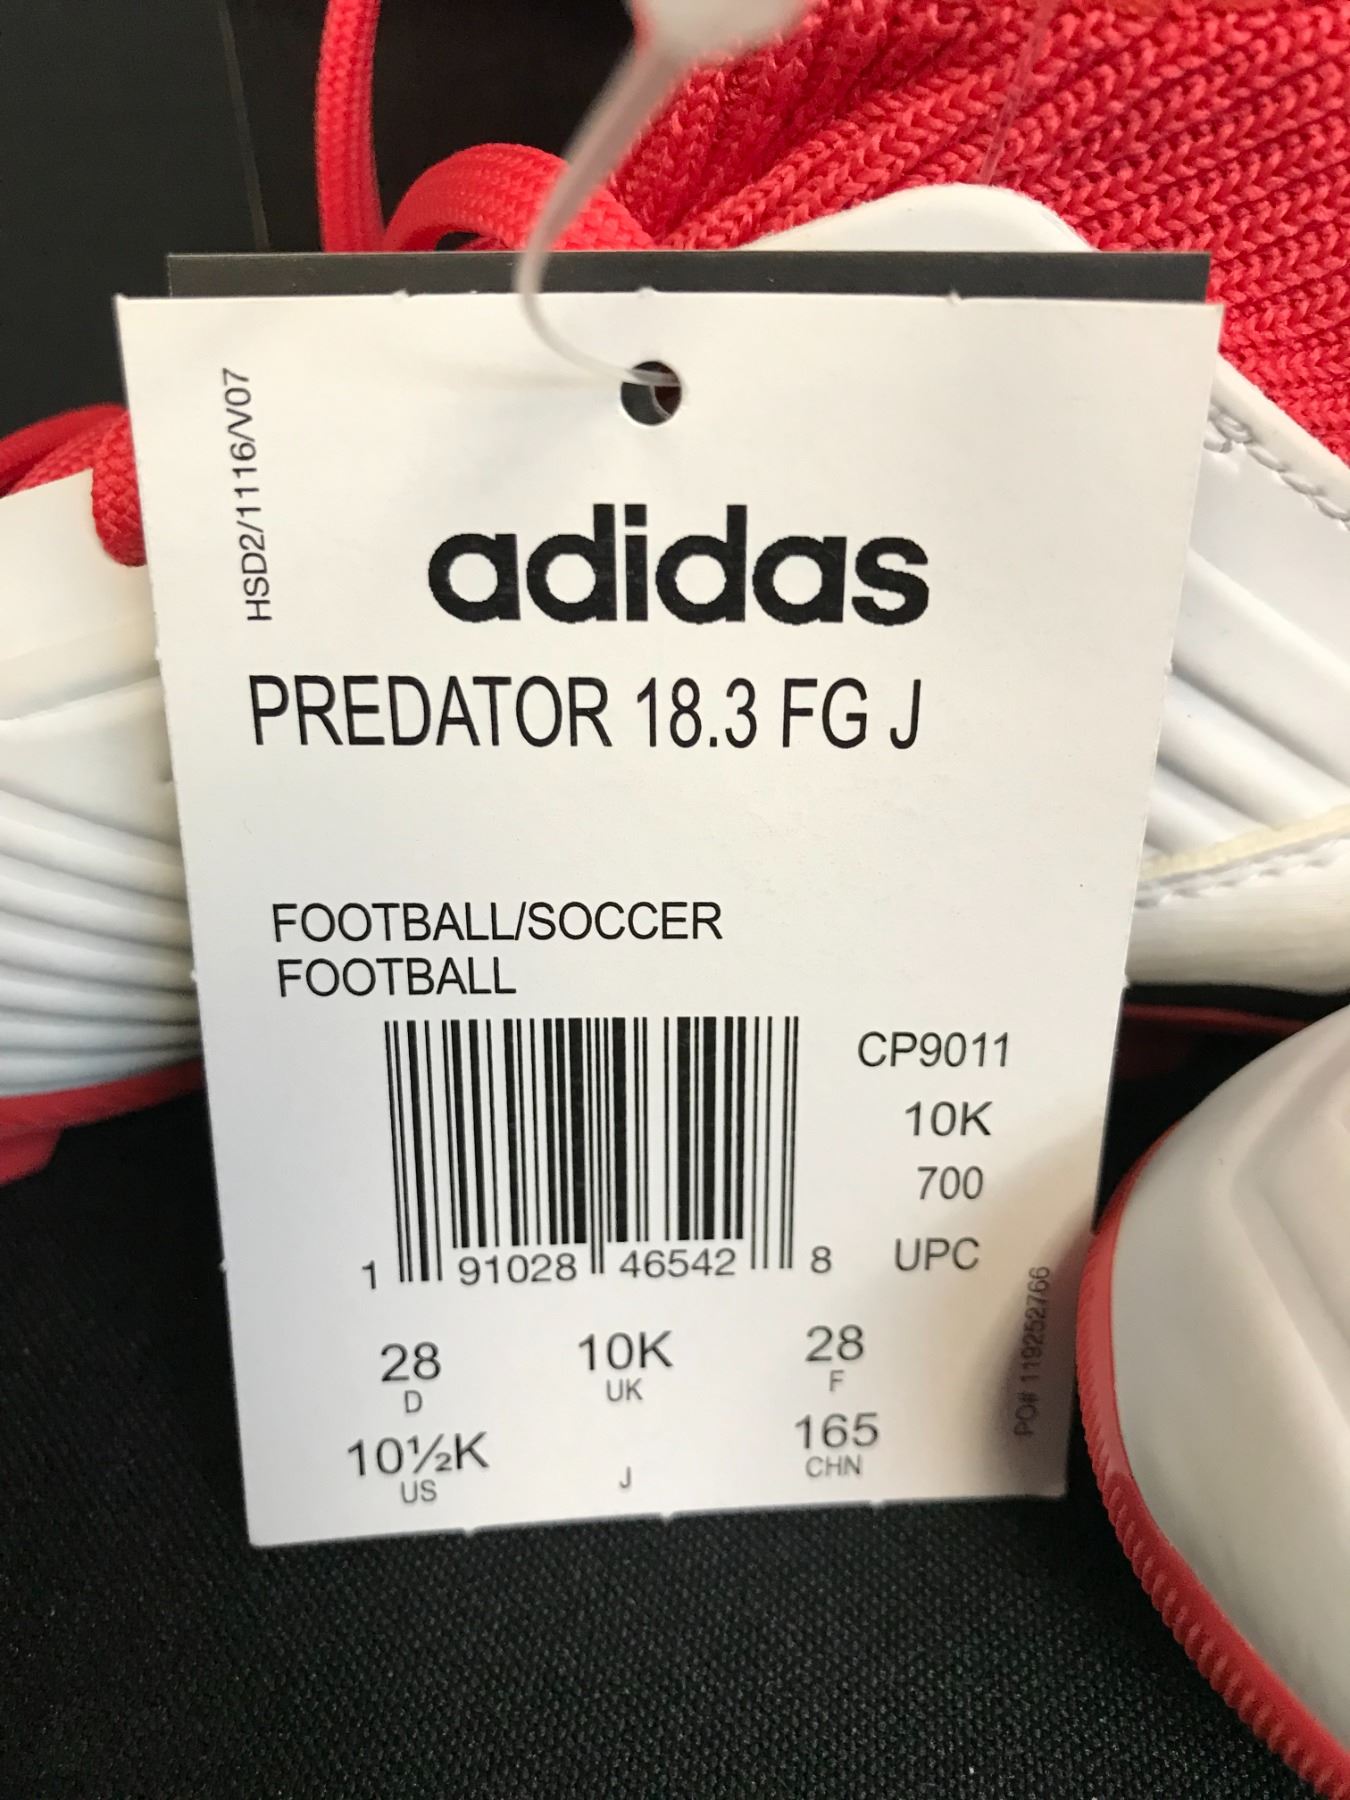 HSD2/1116/V07
adidas
PREDATOR 18.3 FG J
FOOTBALL/SOCCER
FOOTBALL
CP9011
10K
700
UPC
1 91028 46542 8
PO# 119252766
28 10K 28
D UK F
10½K 165
US J CHN